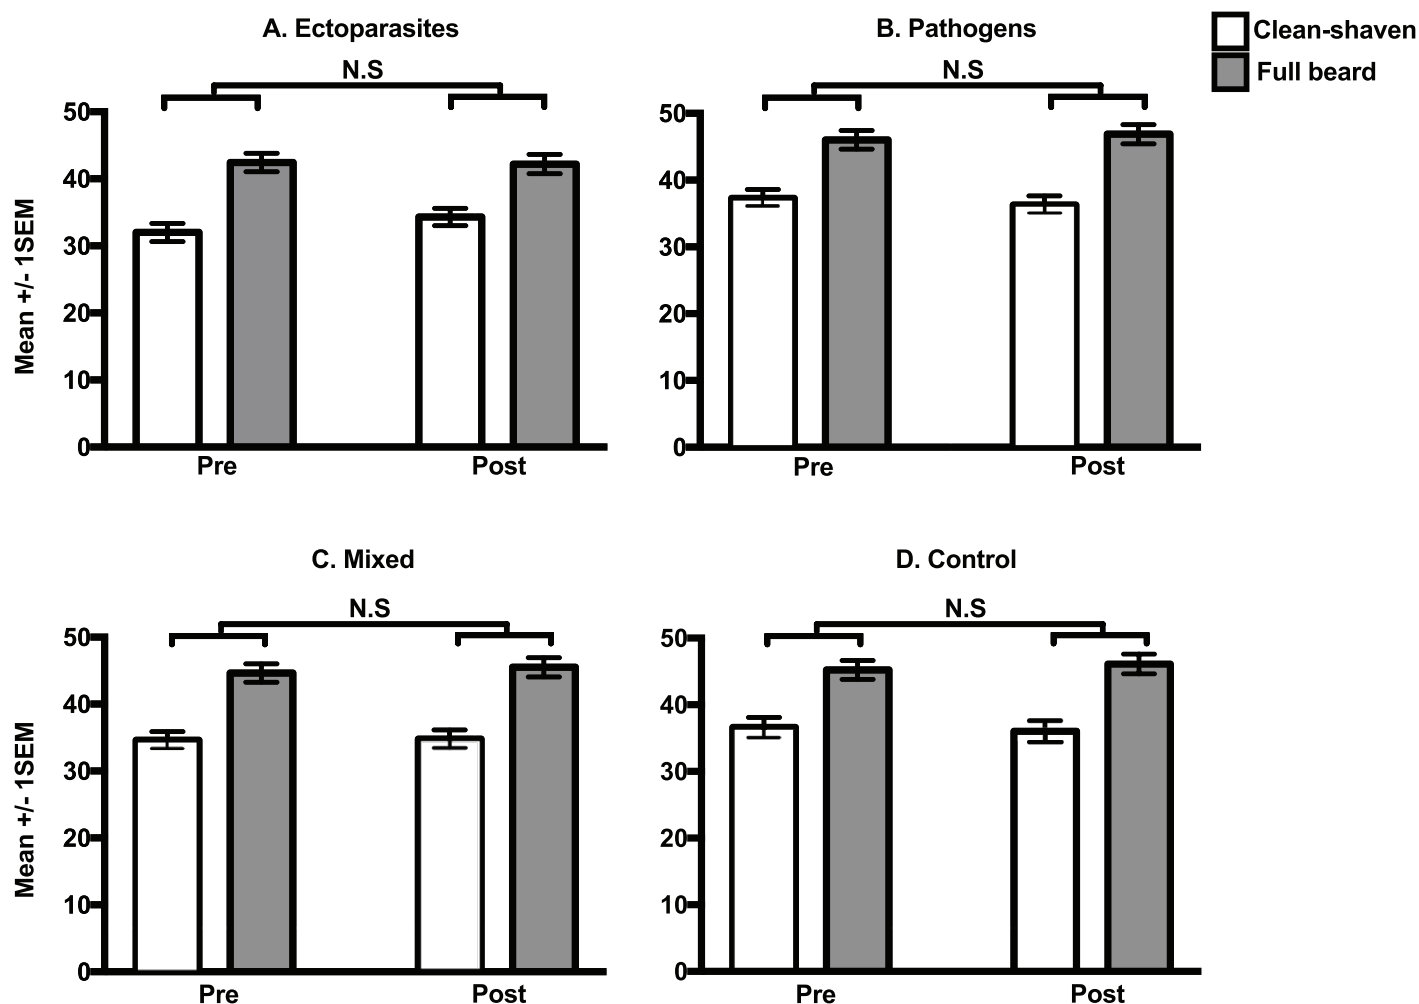 A. Ectoparasites
B. Pathogens
Clean-shaven
Full beard
N.S
N.S
Mean +/- 1SEM
50
40
30
20
10
0
Pre
Post
50
40
30
20
10
0
Pre
Post
C. Mixed
D. Control
N.S
N.S
Mean +/- 1SEM
50
40
30
20
10
0
Pre
Post
50
40
30
20
10
0
Pre
Post